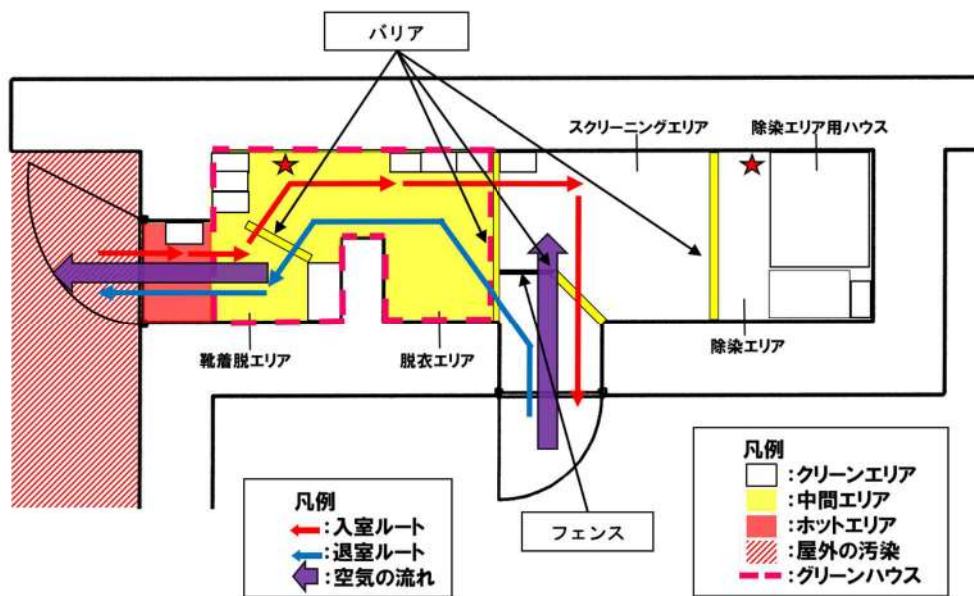 バリア
スクリーニングエリア
除染エリア用ハウス
靴着脱エリア
脱衣エリア
除染エリア
フェンス
凡例
:入室ルート
:退室ルート
:空気の流れ
凡例
:クリーンエリア
:中間エリア
:ホットエリア
:屋外の汚染
:グリーンハウス